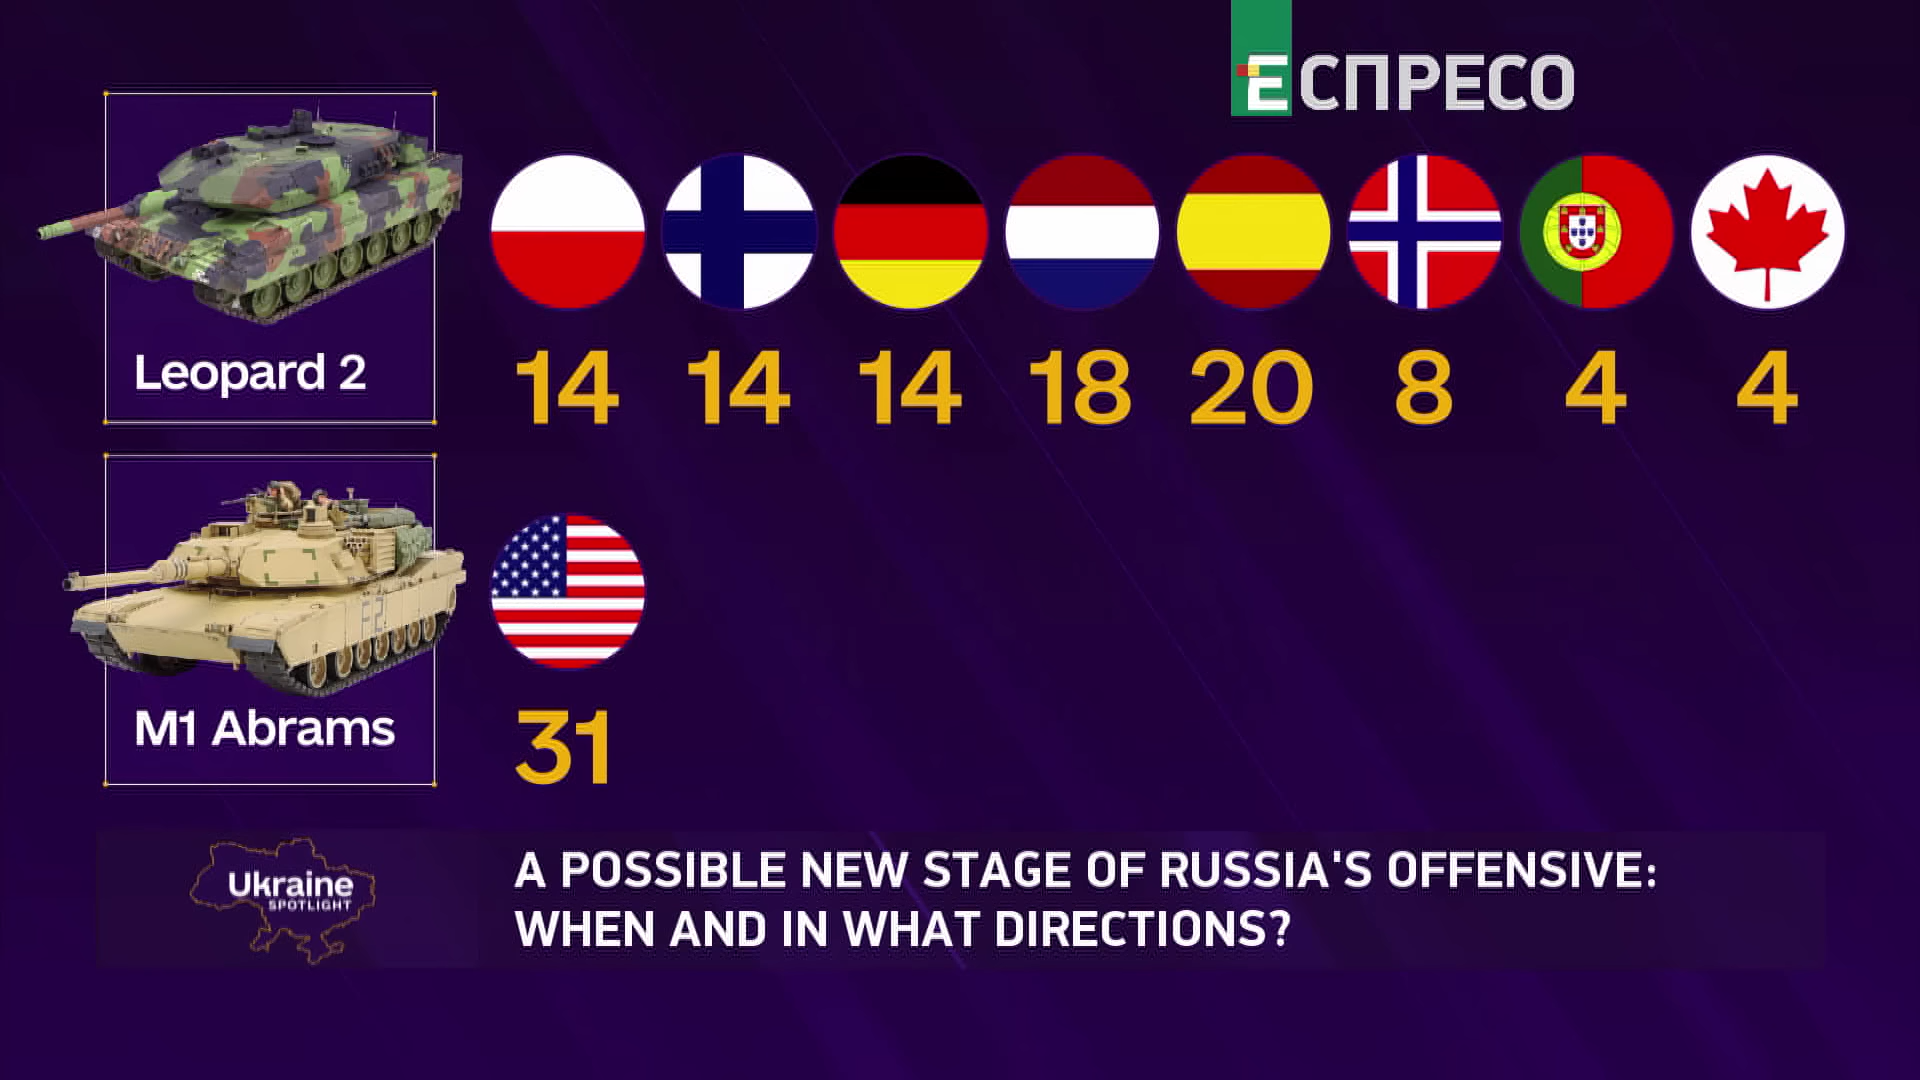 ЕСПРЕСО
Leopard 2
14 14 14 18 20 8 4 4
M1 Abrams
31
Ukraine
SPOTLIGHT
A POSSIBLE NEW STAGE OF RUSSIA'S OFFENSIVE:
WHEN AND IN WHAT DIRECTIONS?